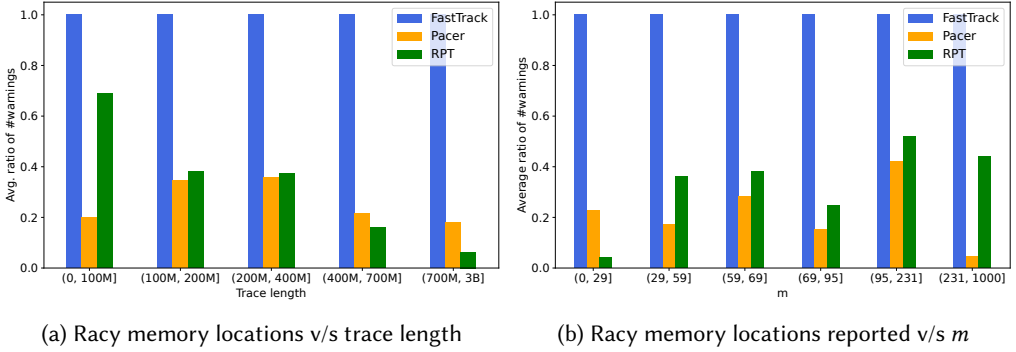 Avg. ratio of #warnings
1.0
0.8
0.6
0.4
0.2
0.0
FastTrack
Pacer
RPT
(0, 100M]
(100M, 200M]
(200M, 400M]
(400M, 700M]
(700M, 3B]
Trace length
(a) Racy memory locations v/s trace length
Average ratio of #warnings
1.0
0.8
0.6
0.4
0.2
0.0
FastTrack
Pacer
RPT
(0, 29]
(29, 59]
(59, 69]
(69, 95]
(95, 231]
(231, 1000]
m
(b) Racy memory locations reported v/s m